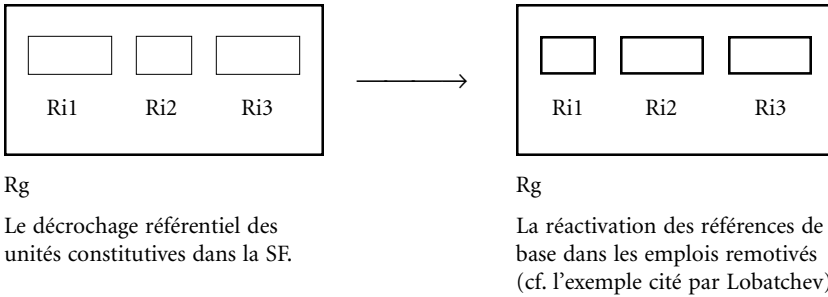 Ri1 Ri2 Ri3
Rg
Le décrochage référentiel des
unités constitutives dans la SF.
Ri1 Ri2 Ri3
Rg
La réactivation des références de
base dans les emplois remotivés
(cf. l'exemple cité par Lobatchev)